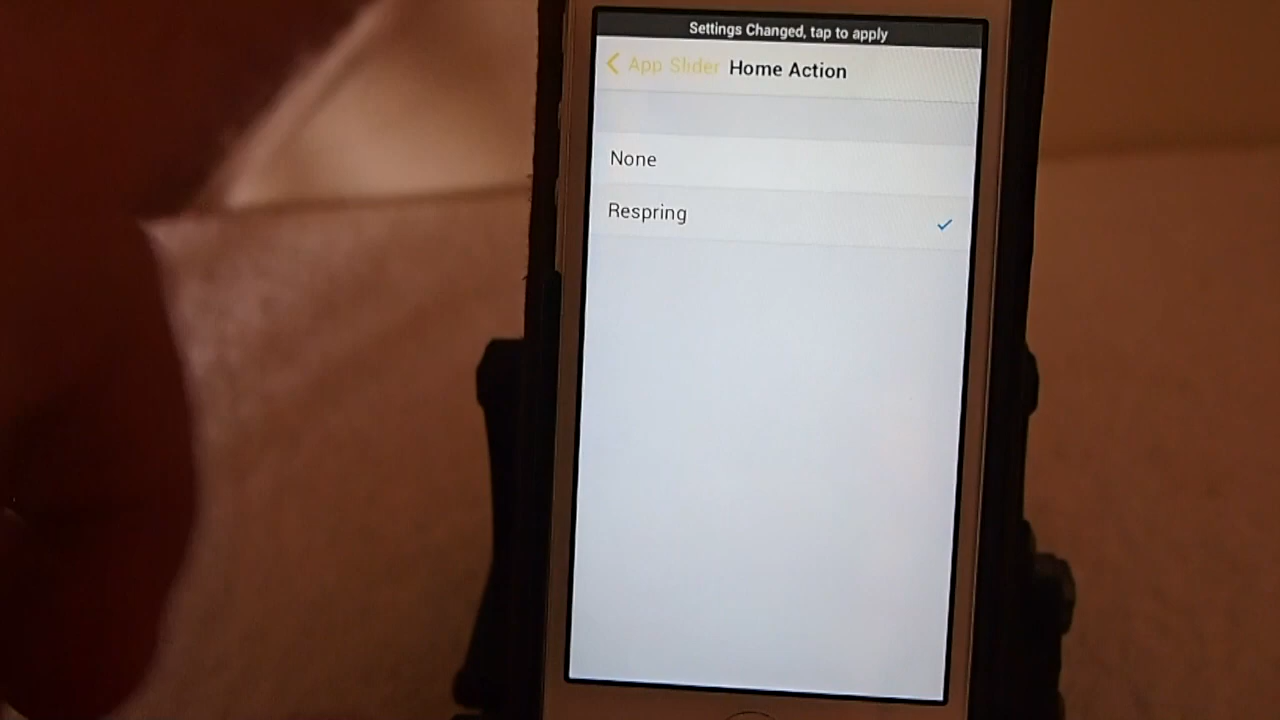 Settings Changed, tap to apply
App Slider Home Action
None
Respring